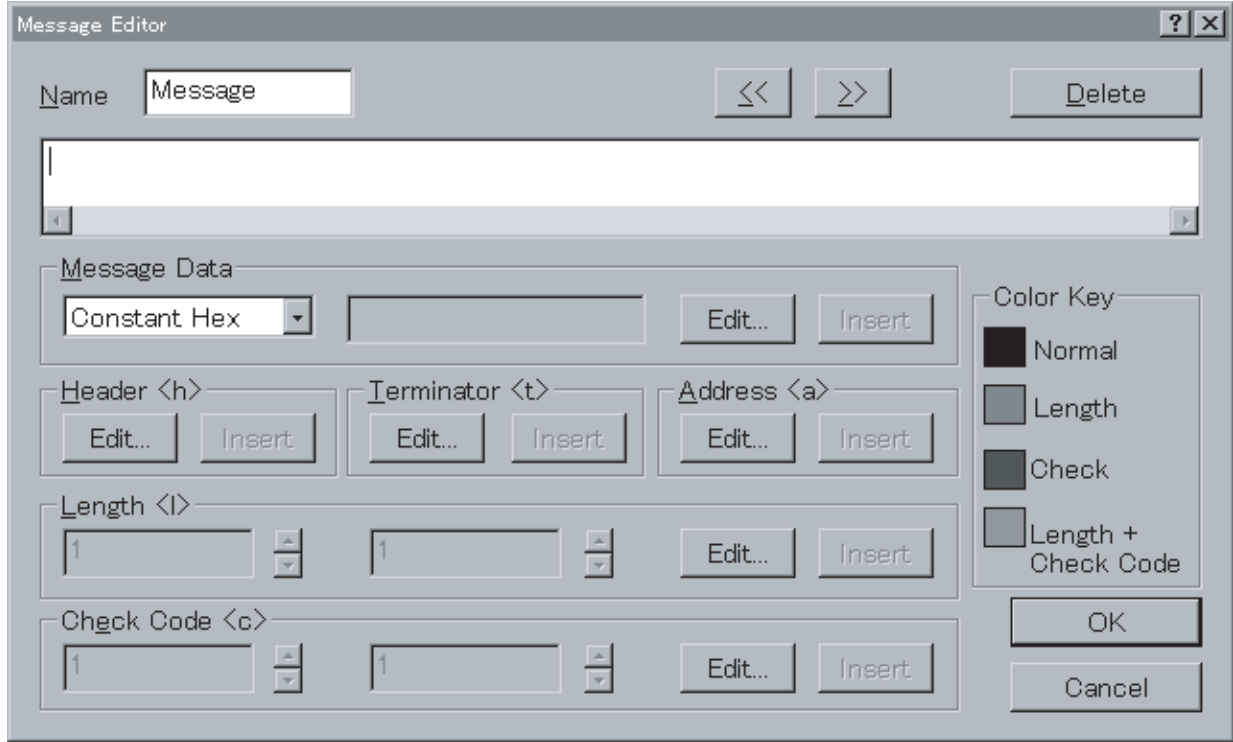 Message Editor
Name Message << >> Delete
Message Data
Constant Hex Edit... Insert
Header <h> Terminator <t> Address <a>
Edit... Insert Edit... Insert Edit... Insert
Length <l>
1 1 Edit... Insert
Check Code <c>
1 1 Edit... Insert
Color Key
Normal
Length
Check
Length +
Check Code
OK
Cancel